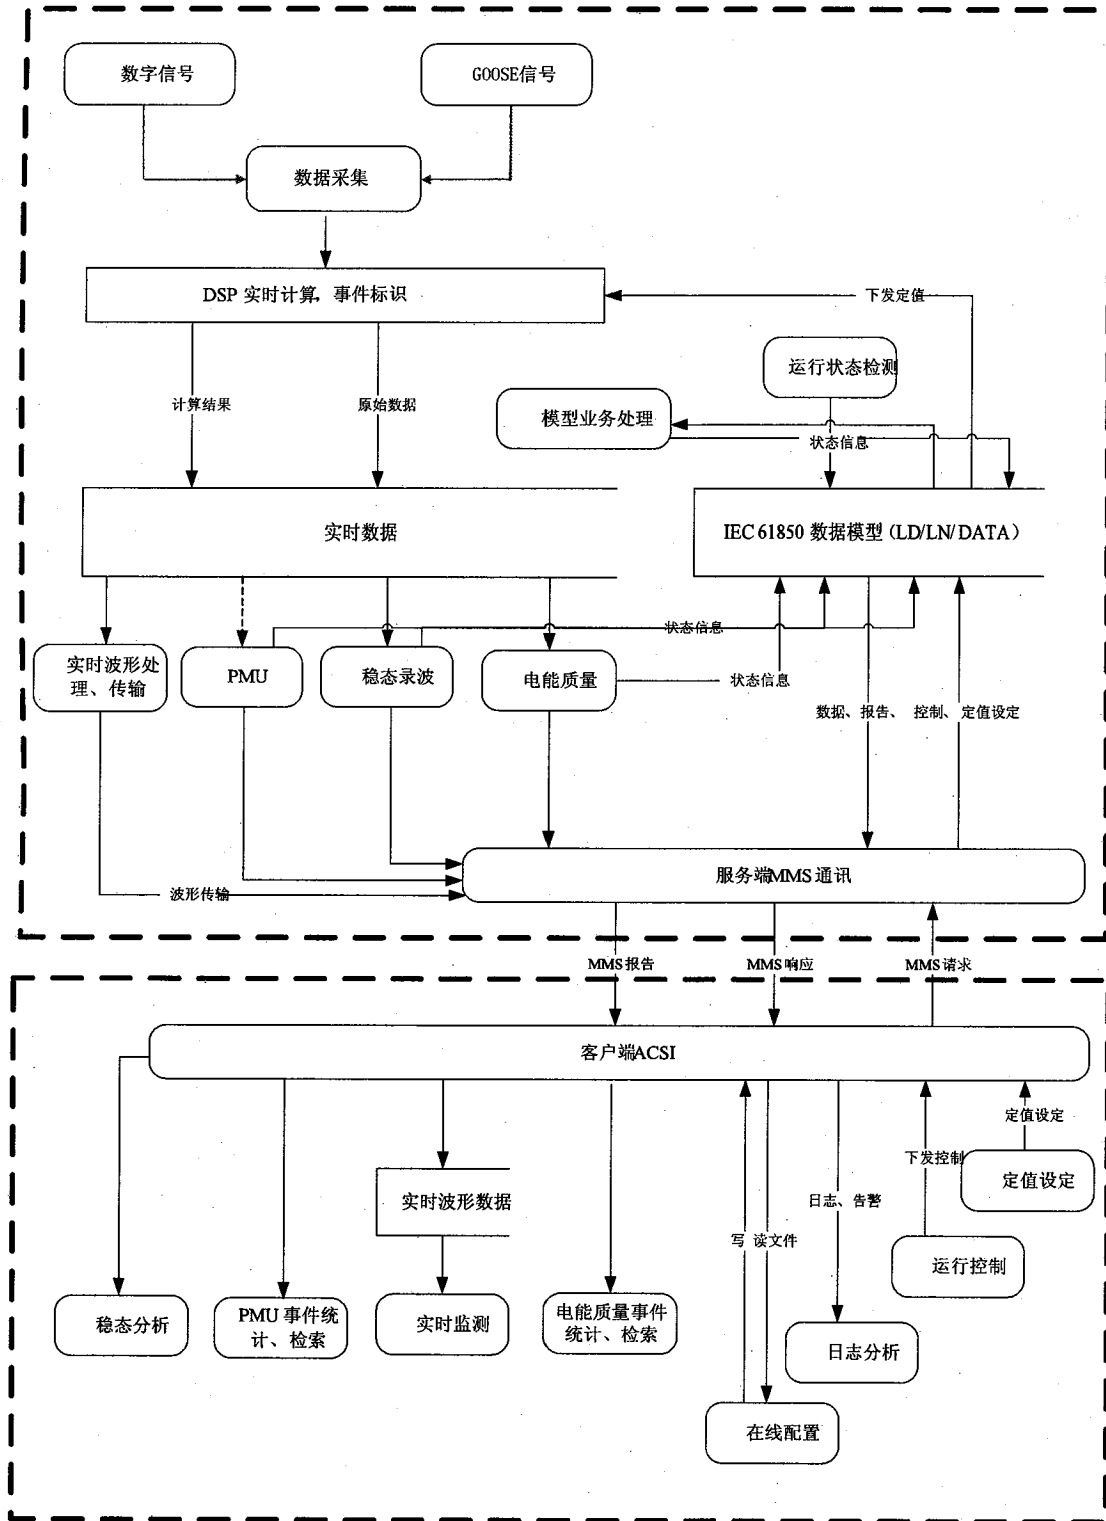 数字信号
GOOSE信号
数据采集
DSP 实时计算，事件标识
下发定值
运行状态检测
计算结果
原始数据
模型业务处理
状态信息
实时数据
IEC 61850 数据模型（LD/LN/DATA）
状态信息
实时波形处
理、传输
PMU
稳态录波
电能质量
状态信息
数据、报告、
控制、定值设定
服务端MMS 通讯
波形传输
MMS 报告
MMS 响应
MMS 请求
客户端ACSI
定值设定
下发控制
定值设定
实时波形数据
日志、告警
写
读文件
运行控制
稳态分析
PMU 事件统
计、检索
实时监测
电能质量事件
统计、检索
日志分析
在线配置